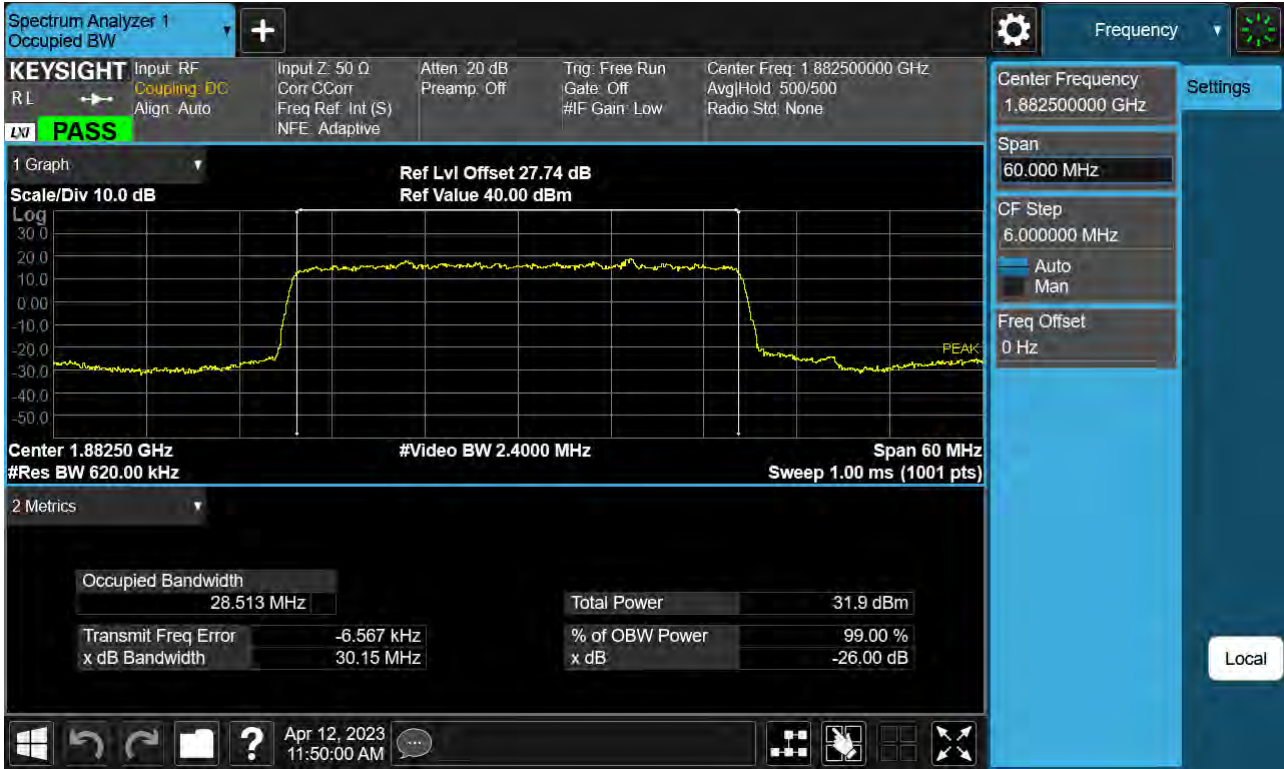 Spectrum Analyzer 1
Occupied BW
+
Frequency
KEYSIGHT
RL
LXI
PASS
Input: RF
Coupling: DC
Align: Auto
Input Z: 50 Ω
Corr CCorr
Freq Ref: Int (S)
NFE: Adaptive
Atten: 20 dB
Preamp: Off
Trig: Free Run
Gate: Off
#IF Gain: Low
Center Freq: 1.882500000 GHz
Avg|Hold: 500/500
Radio Std: None
1 Graph
Scale/Div 10.0 dB
Ref Lvl Offset 27.74 dB
Ref Value 40.00 dBm
Log
30.0
20.0
10.0
0.00
-10.0
-20.0
-30.0
-40.0
-50.0
PEAK
Center 1.88250 GHz
#Video BW 2.4000 MHz
Span 60 MHz
#Res BW 620.00 kHz
Sweep 1.00 ms (1001 pts)
2 Metrics
Occupied Bandwidth
28.513 MHz
Total Power 31.9 dBm
Transmit Freq Error -6.567 kHz
% of OBW Power 99.00 %
x dB Bandwidth 30.15 MHz
x dB -26.00 dB
Center Frequency
1.882500000 GHz
Settings
Span
60.000 MHz
CF Step
6.000000 MHz
Auto
Man
Freq Offset
0 Hz
Local
?
Apr 12, 2023
11:50:00 AM